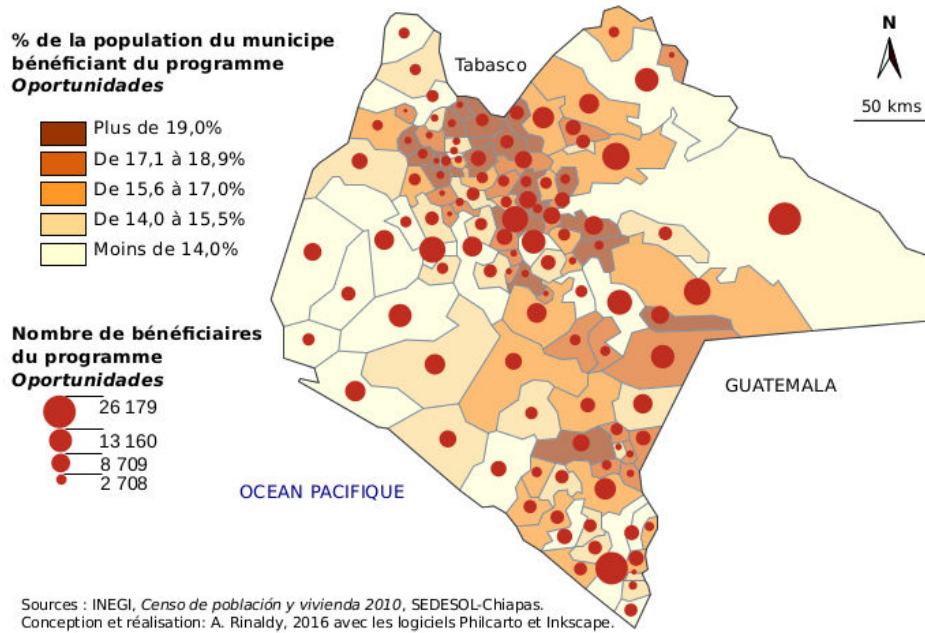 % de la population du municipe
bénéficiant du programme
Oportunidades
Plus de 19,0%
De 17,1 à 18,9%
De 15,6 à 17,0%
De 14,0 à 15,5%
Moins de 14,0%
Nombre de bénéficiaires
du programme
Oportunidades
26 179
13 160
8 709
2 708
Tabasco
N
50 kms
GUATEMALA
OCEAN PACIFIQUE
Sources : INEGI, Censo de población y vivienda 2010, SEDESOL-Chiapas.
Conception et réalisation: A. Rinaldy, 2016 avec les logiciels Philcarto et Inkscape.